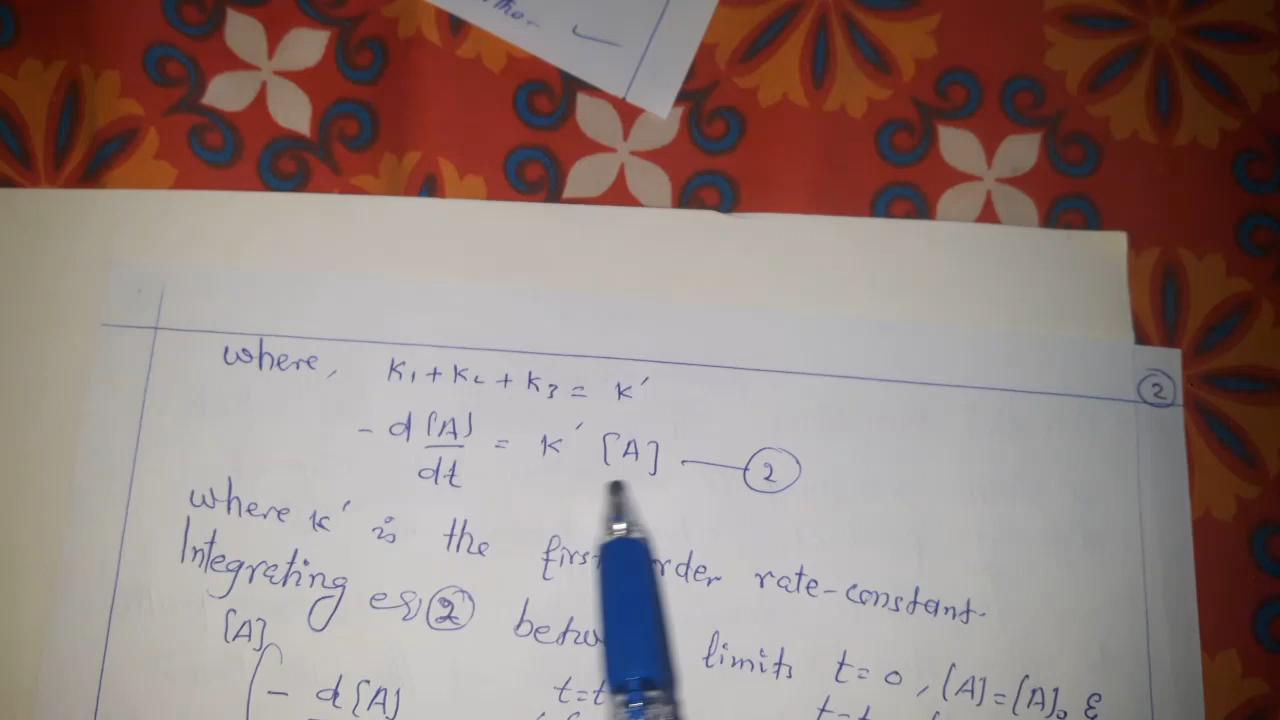 where, K₁ + K₂ + K₃ = K′
②
- d[A]/dt = K′ [A] — ②
where K′ is the first order rate-constant.
Integrating eq ② limits t = 0, [A] = [A]₀ &
[A]
∫ - d[A] t=t